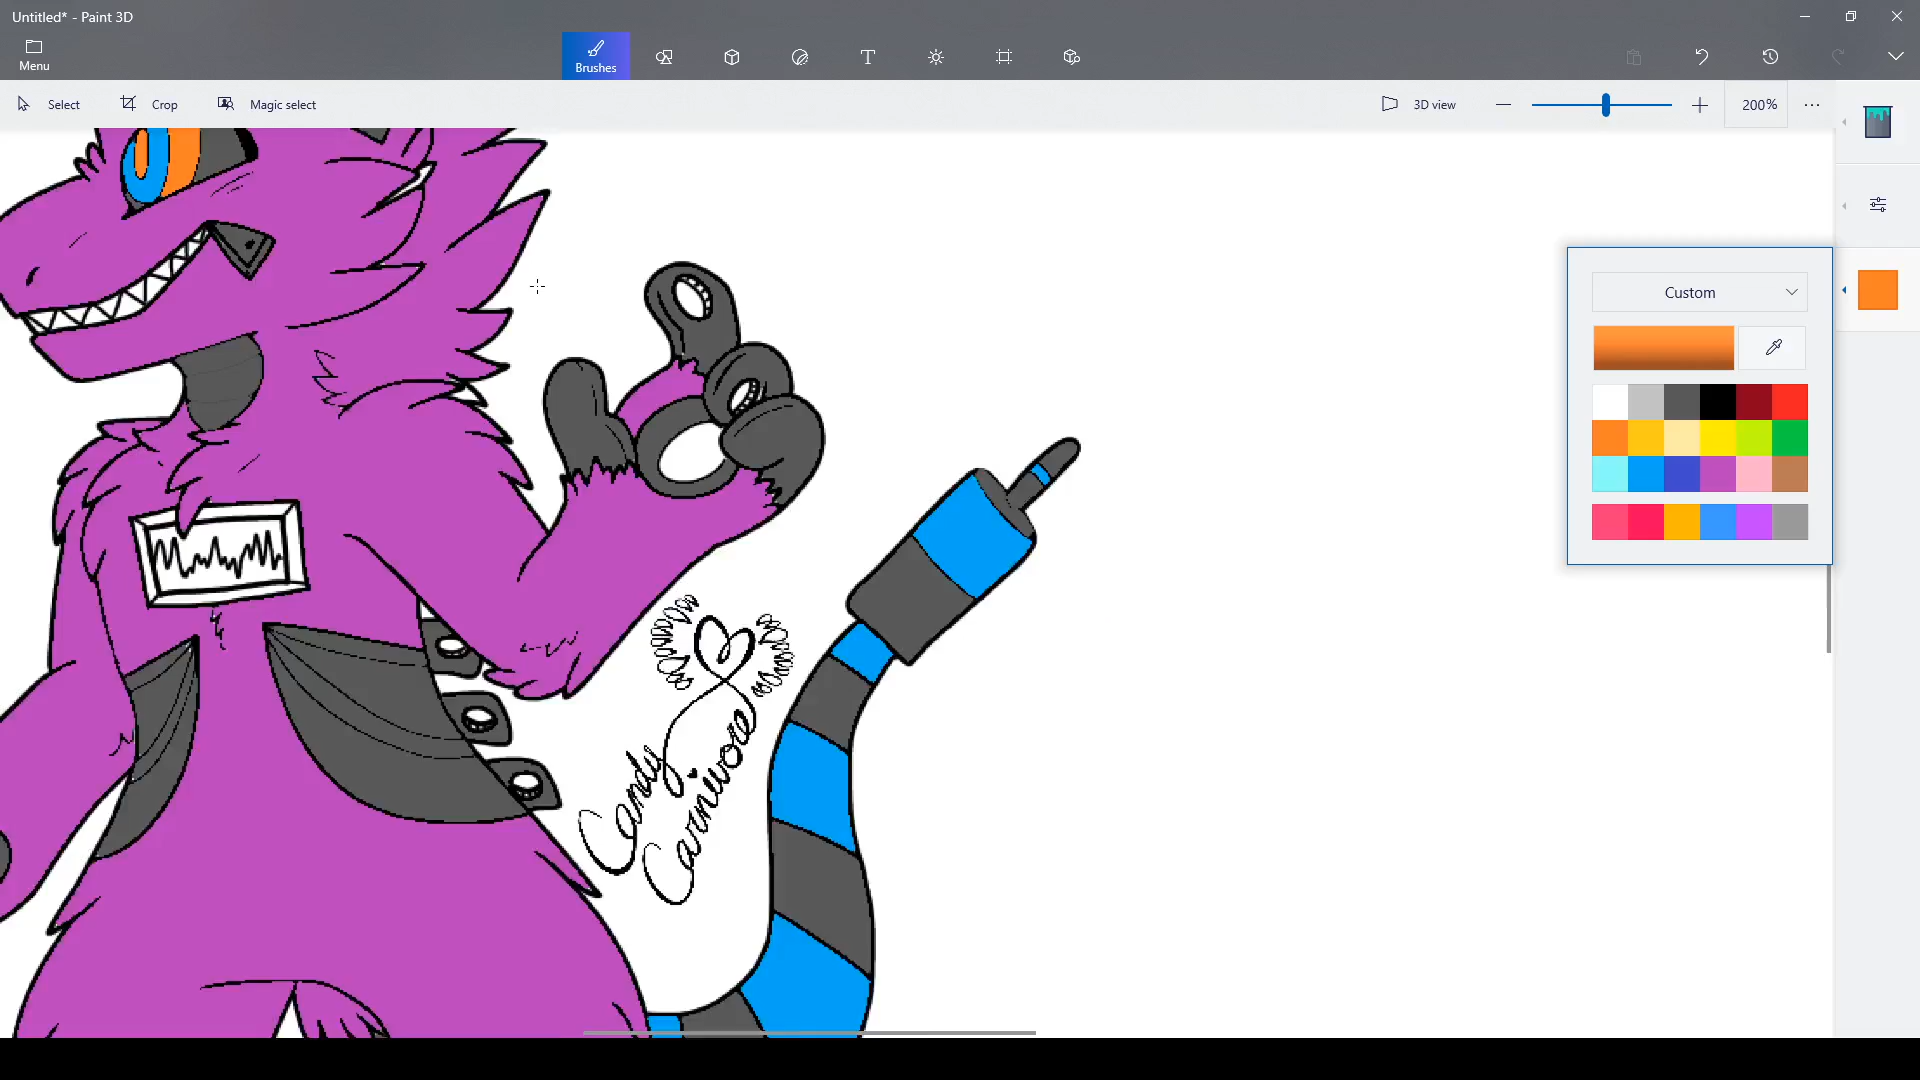 Untitled* - Paint 3D
Menu
Brushes
Select
Crop
Magic select
3D view
200%
Custom
Candy
Carnivore